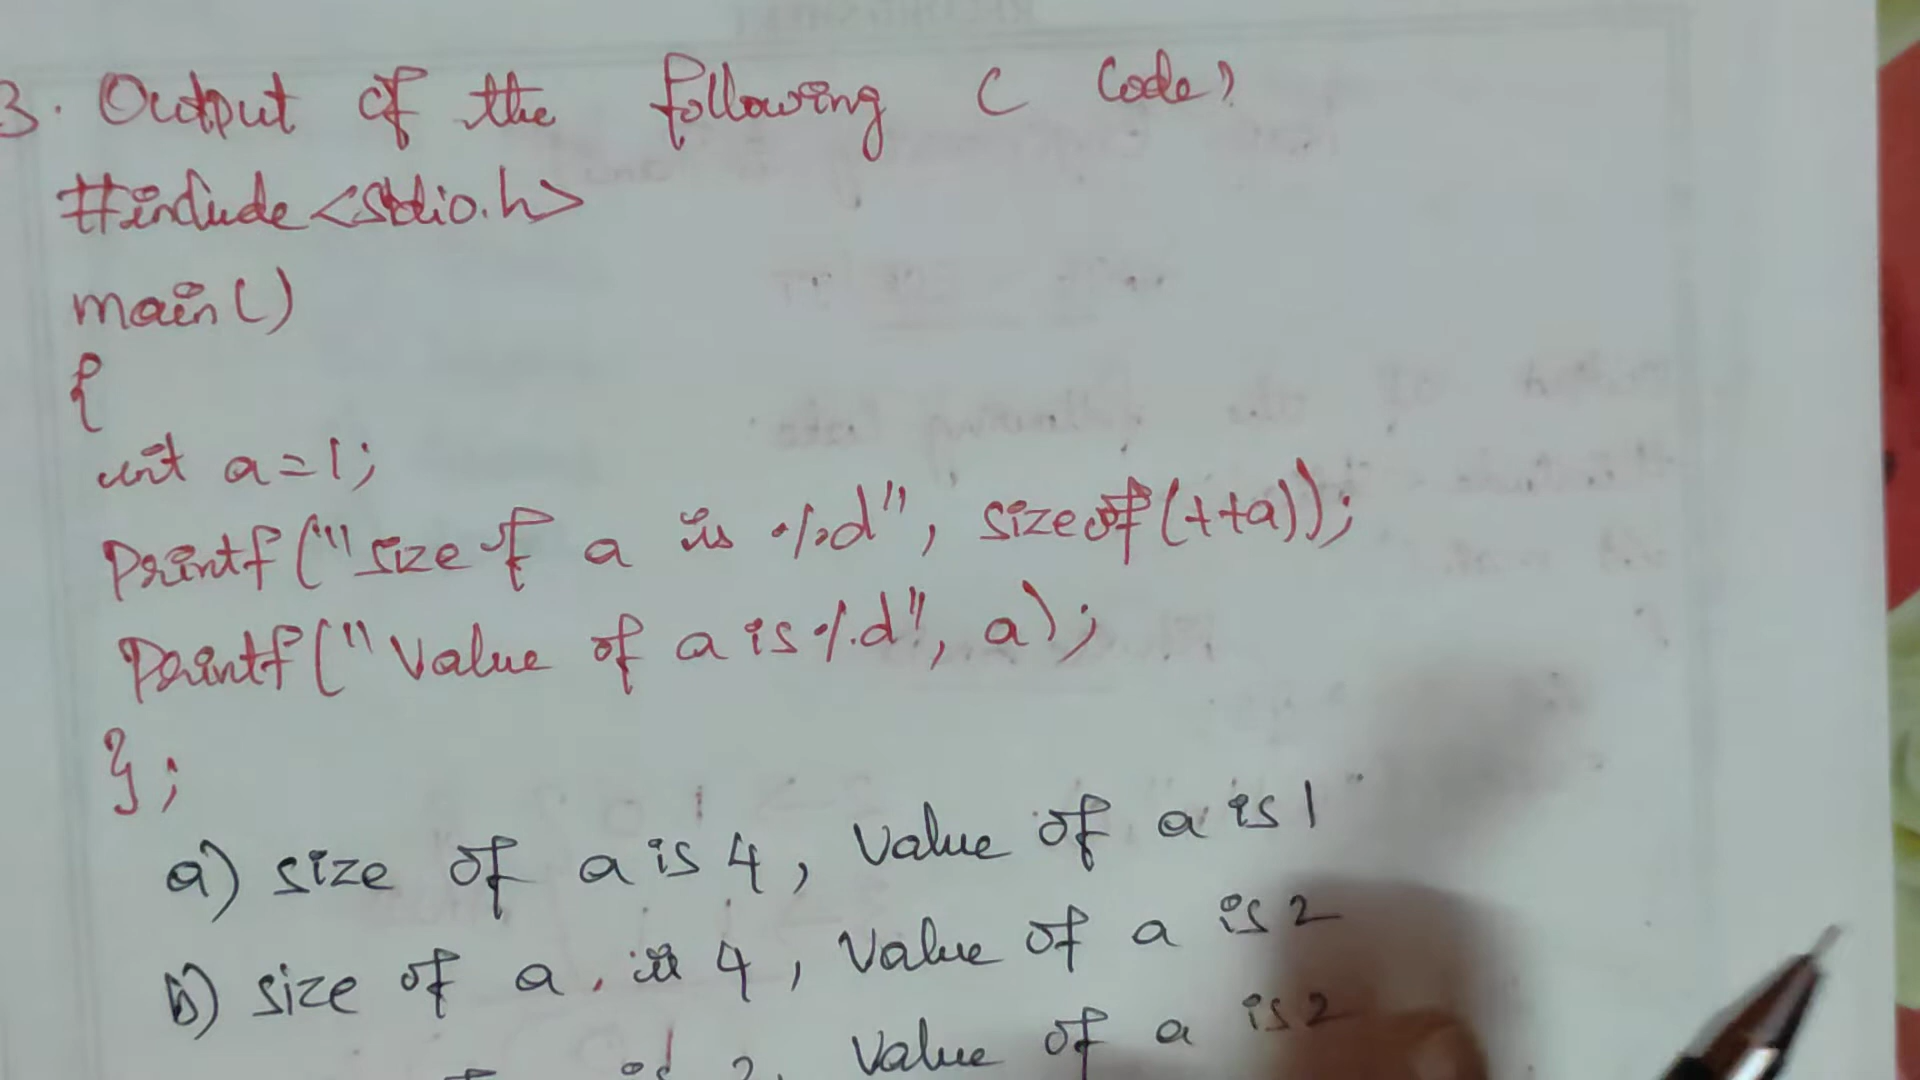 3. Output of the following C Code?
#include<stdio.h>
main()
{
int a=1;
Printf("size of a is %d", sizeof(++a));
Printf("Value of a is %d", a);
};
a) size of a is 4, Value of a is 1
b) size of a is 4, Value of a is 2
Value of a is 2